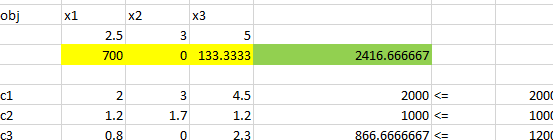 obj x1 x2 x3
2.5 3 5
700 0 133.3333 2416.666667
c1 2 3 4.5 2000 <= 2000
c2 1.2 1.7 1.2 1000 <= 1000
c3 0.8 0 2.3 866.6666667 <= 1200